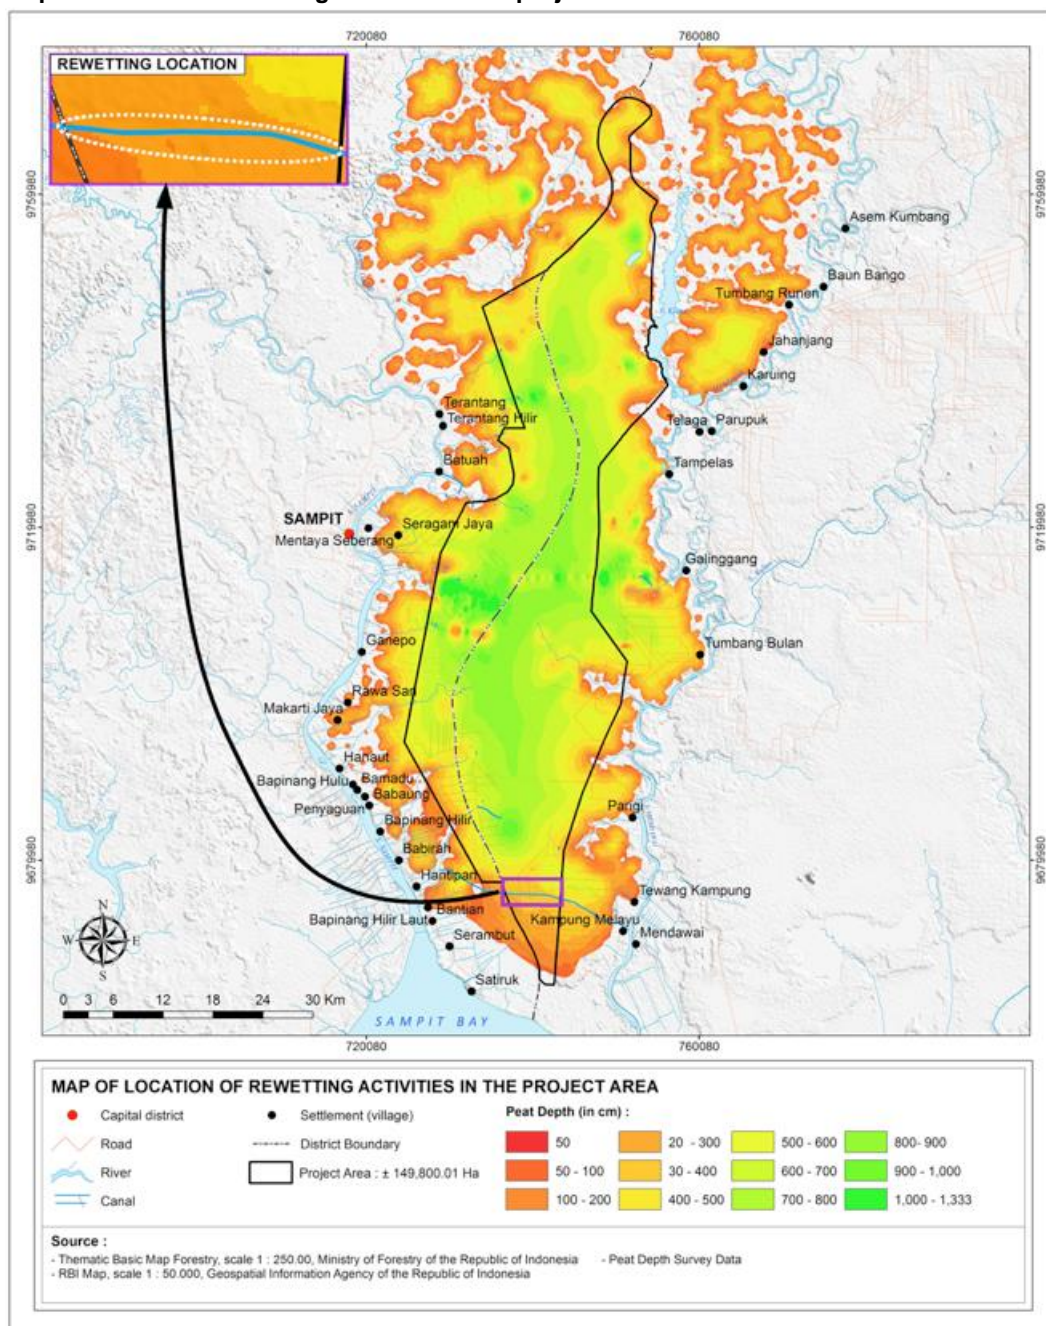 720080
760080
REWETTING LOCATION
9759980
9759980
Asem Kumbang
Baun Bango
Tumbang Runen
Jahanjang
Karuing
Terantang
Terantang Hilir
Telaga
Parupuk
Batuah
Tampelas
SAMPIT
Seragam Jaya
Mentaya Seberang
9719980
9719980
Galinggang
Ganepo
Tumbang Bulan
Rawa Sari
Makarti Jaya
Hanaut
Bapinang Hulu
Bamadu
Babaung
Penyaguan
Parigi
Bapinang Hilir
Babirah
9679980
9679980
Hantipan
Tewang Kampung
Bantian
Bapinang Hilir Laut
Kampung Melayu
Mendawai
Serambut
Satiruk
N
W
E
S
0 3 6 12 18 24 30 Km
SAMPIT BAY
720080
760080
MAP OF LOCATION OF REWETTING ACTIVITIES IN THE PROJECT AREA
Capital district
Settlement (village)
Peat Depth (in cm) :
Road
District Boundary
River
Project Area : ± 149,800.01 Ha
Canal
50
20 - 300
500 - 600
800- 900
50 - 100
30 - 400
600 - 700
900 - 1,000
100 - 200
400 - 500
700 - 800
1,000 - 1,333
Source :
- Thematic Basic Map Forestry, scale 1 : 250.00, Ministry of Forestry of the Republic of Indonesia
- Peat Depth Survey Data
- RBI Map, scale 1 : 50.000, Geospatial Information Agency of the Republic of Indonesia